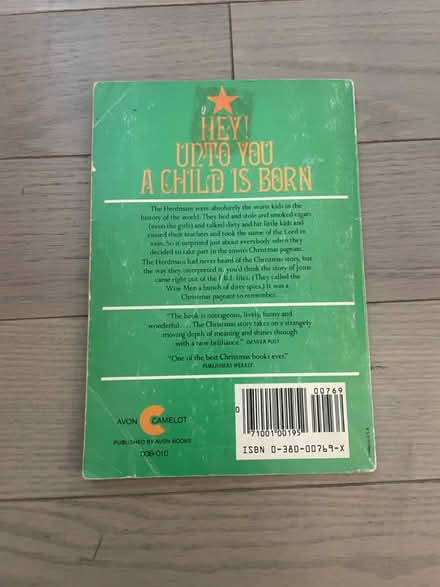 HEY!
UNTO YOU
A CHILD IS BORN
The Herdmans were absolutely the worst kids in the
history of the world. They lied and stole and smoked cigars
(even the girls) and talked dirty and hit little kids and
cussed their teachers and took the name of the Lord in
vain. So it surprised just about everybody when they
decided to take part in the town's Christmas pageant.
The Herdmans had never heard of the Christmas story, but
the way they interpreted it, you'd think the story of Jesus
came right out of the F.B.I. files. (They called the
Wise Men a bunch of dirty spies.) It was a
Christmas pageant to remember.
"The book is outrageous, lively, funny and
wonderful.... The Christmas story takes on a strangely
moving depth of meaning and shines through
with a new brilliance." DENVER POST
"One of the best Christmas books ever."
PUBLISHERS WEEKLY
AVON CAMELOT
PUBLISHED BY AVON BOOKS
009-010
00769
0 71001 00195
ISBN 0-380-00769-X